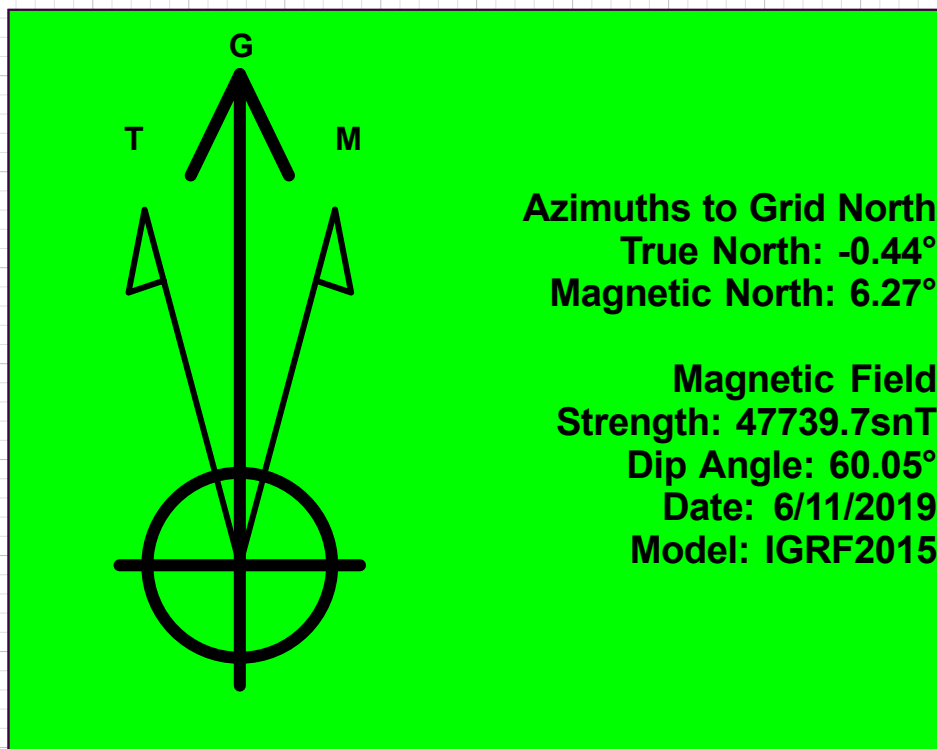 G
T
M
Azimuths to Grid North
True North: -0.44°
Magnetic North: 6.27°
Magnetic Field
Strength: 47739.7snT
Dip Angle: 60.05°
Date: 6/11/2019
Model: IGRF2015